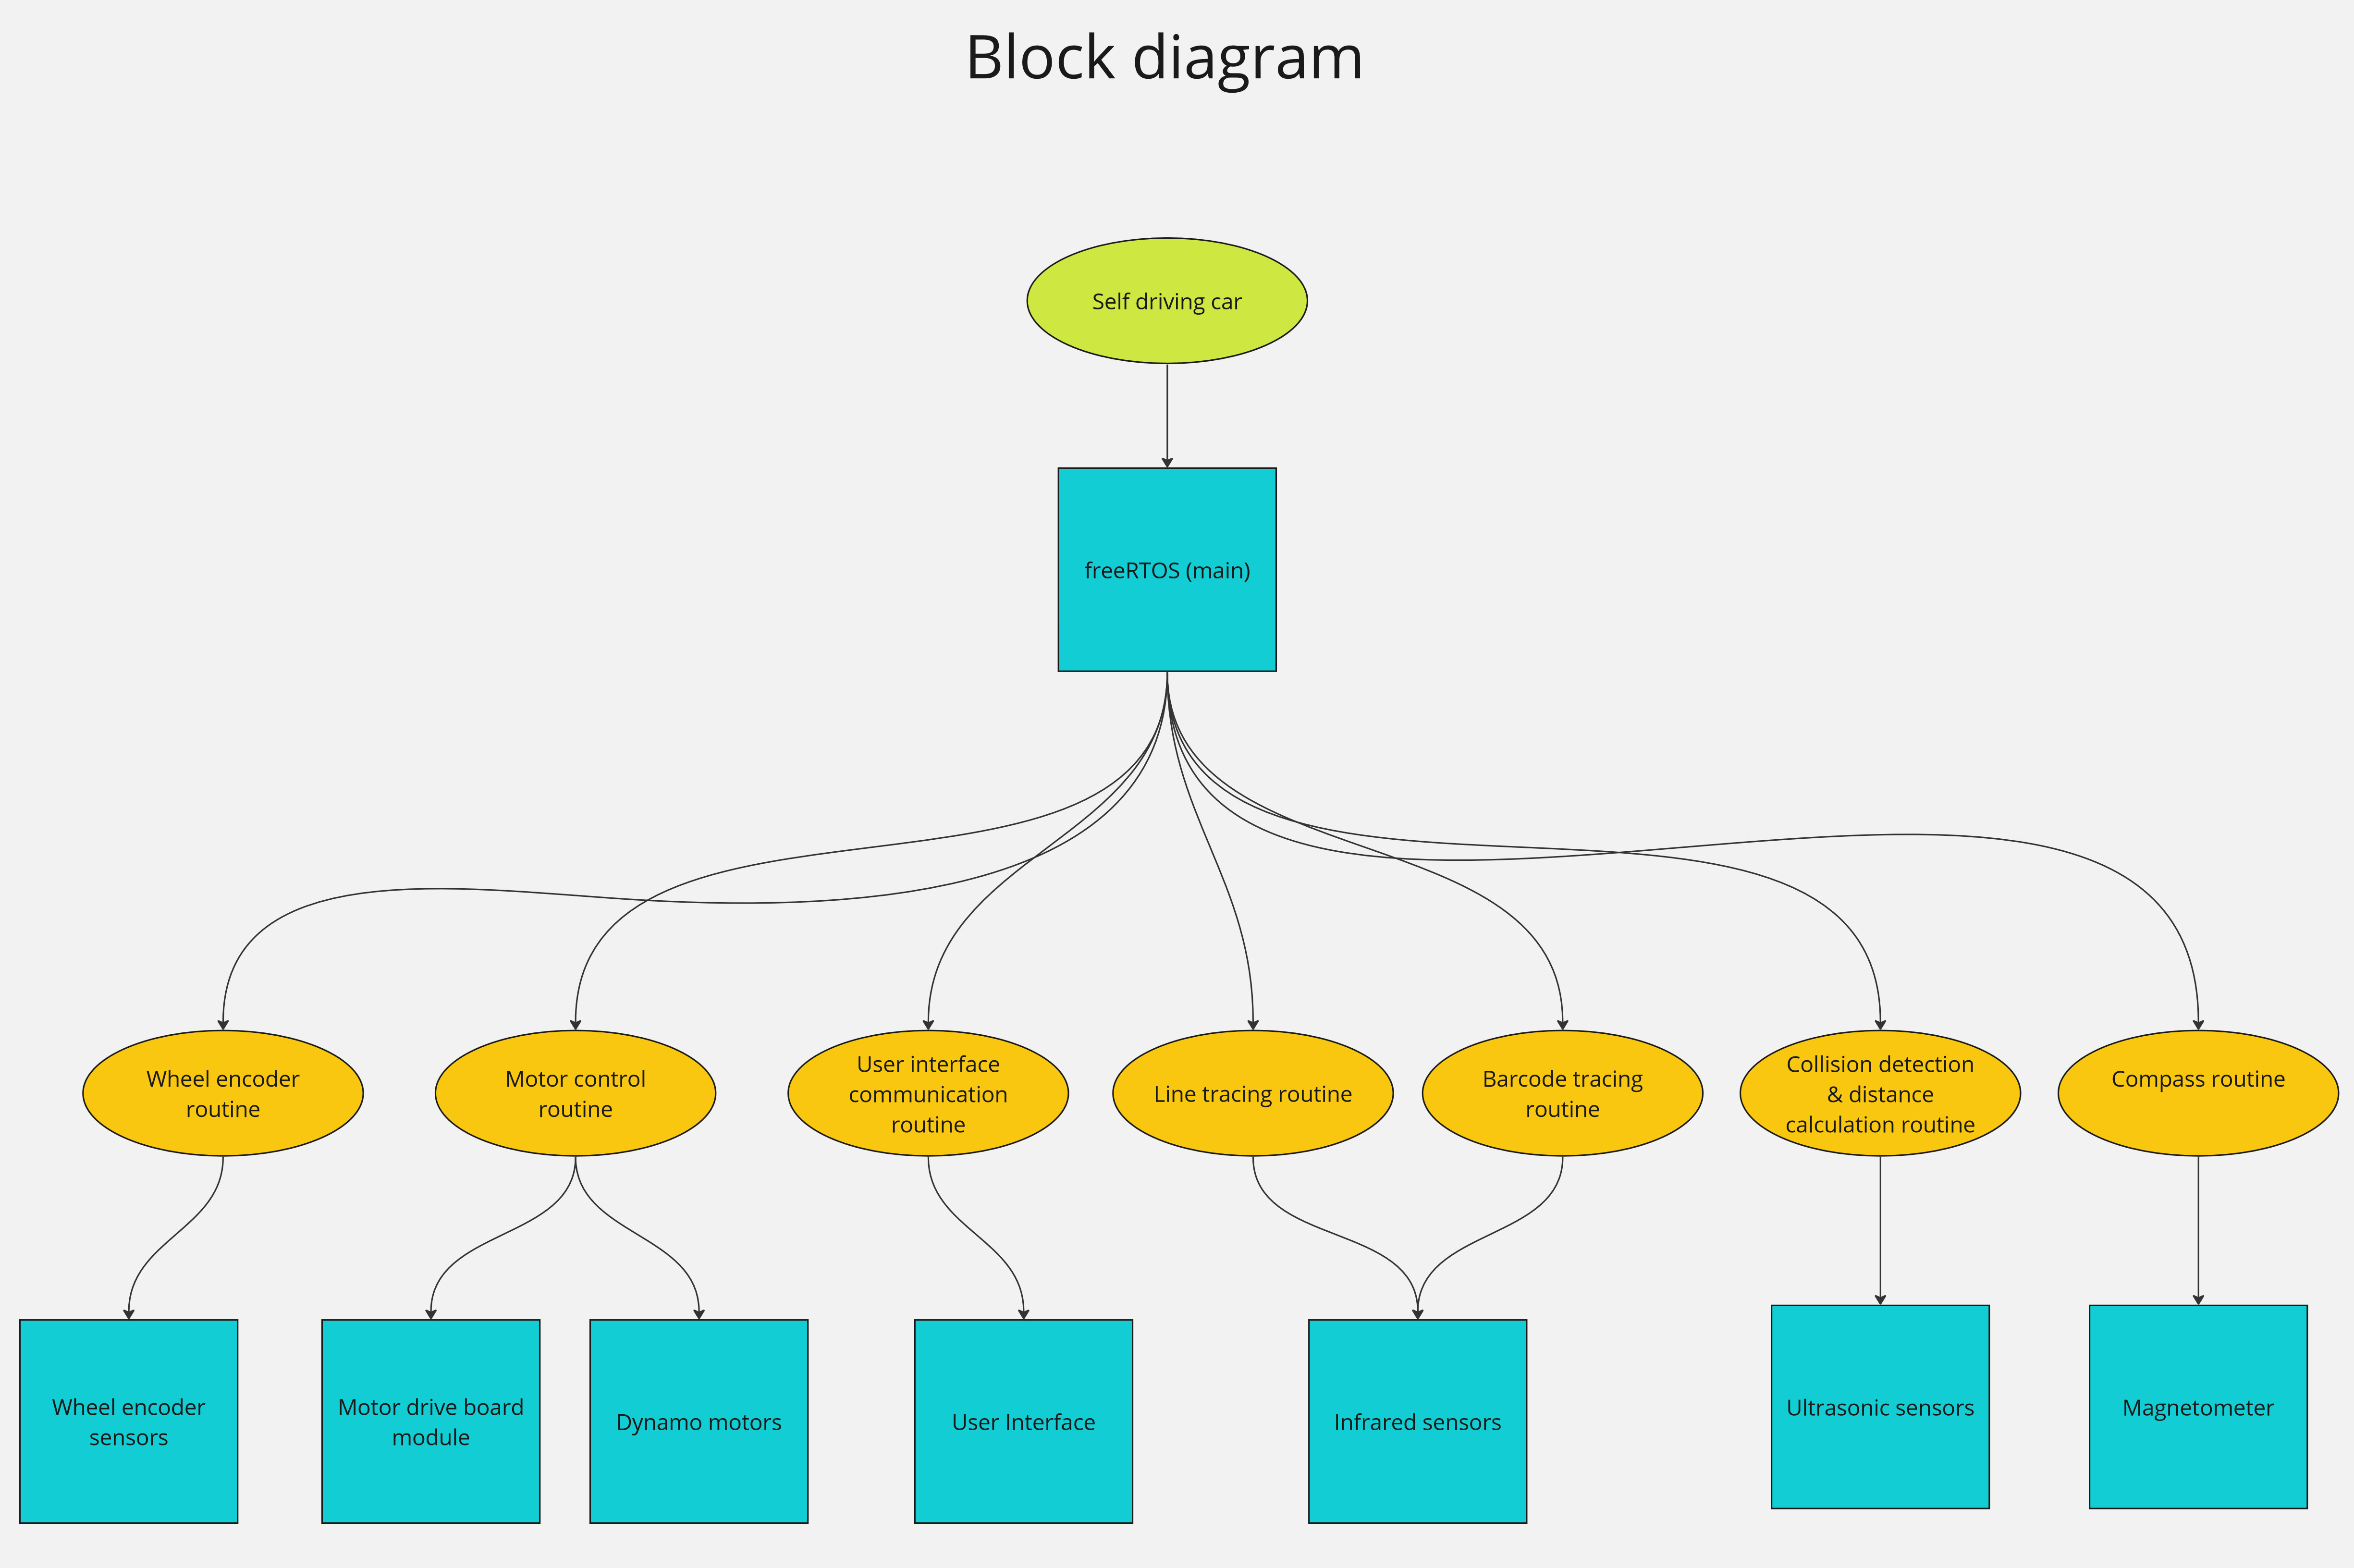 Block diagram
Self driving car
freeRTOS (main)
Wheel encoder
routine
Motor control
routine
User interface
communication
routine
Line tracing routine
Barcode tracing
routine
Collision detection
& distance
calculation routine
Compass routine
Wheel encoder
sensors
Motor drive board
module
Dynamo motors
User Interface
Infrared sensors
Ultrasonic sensors
Magnetometer